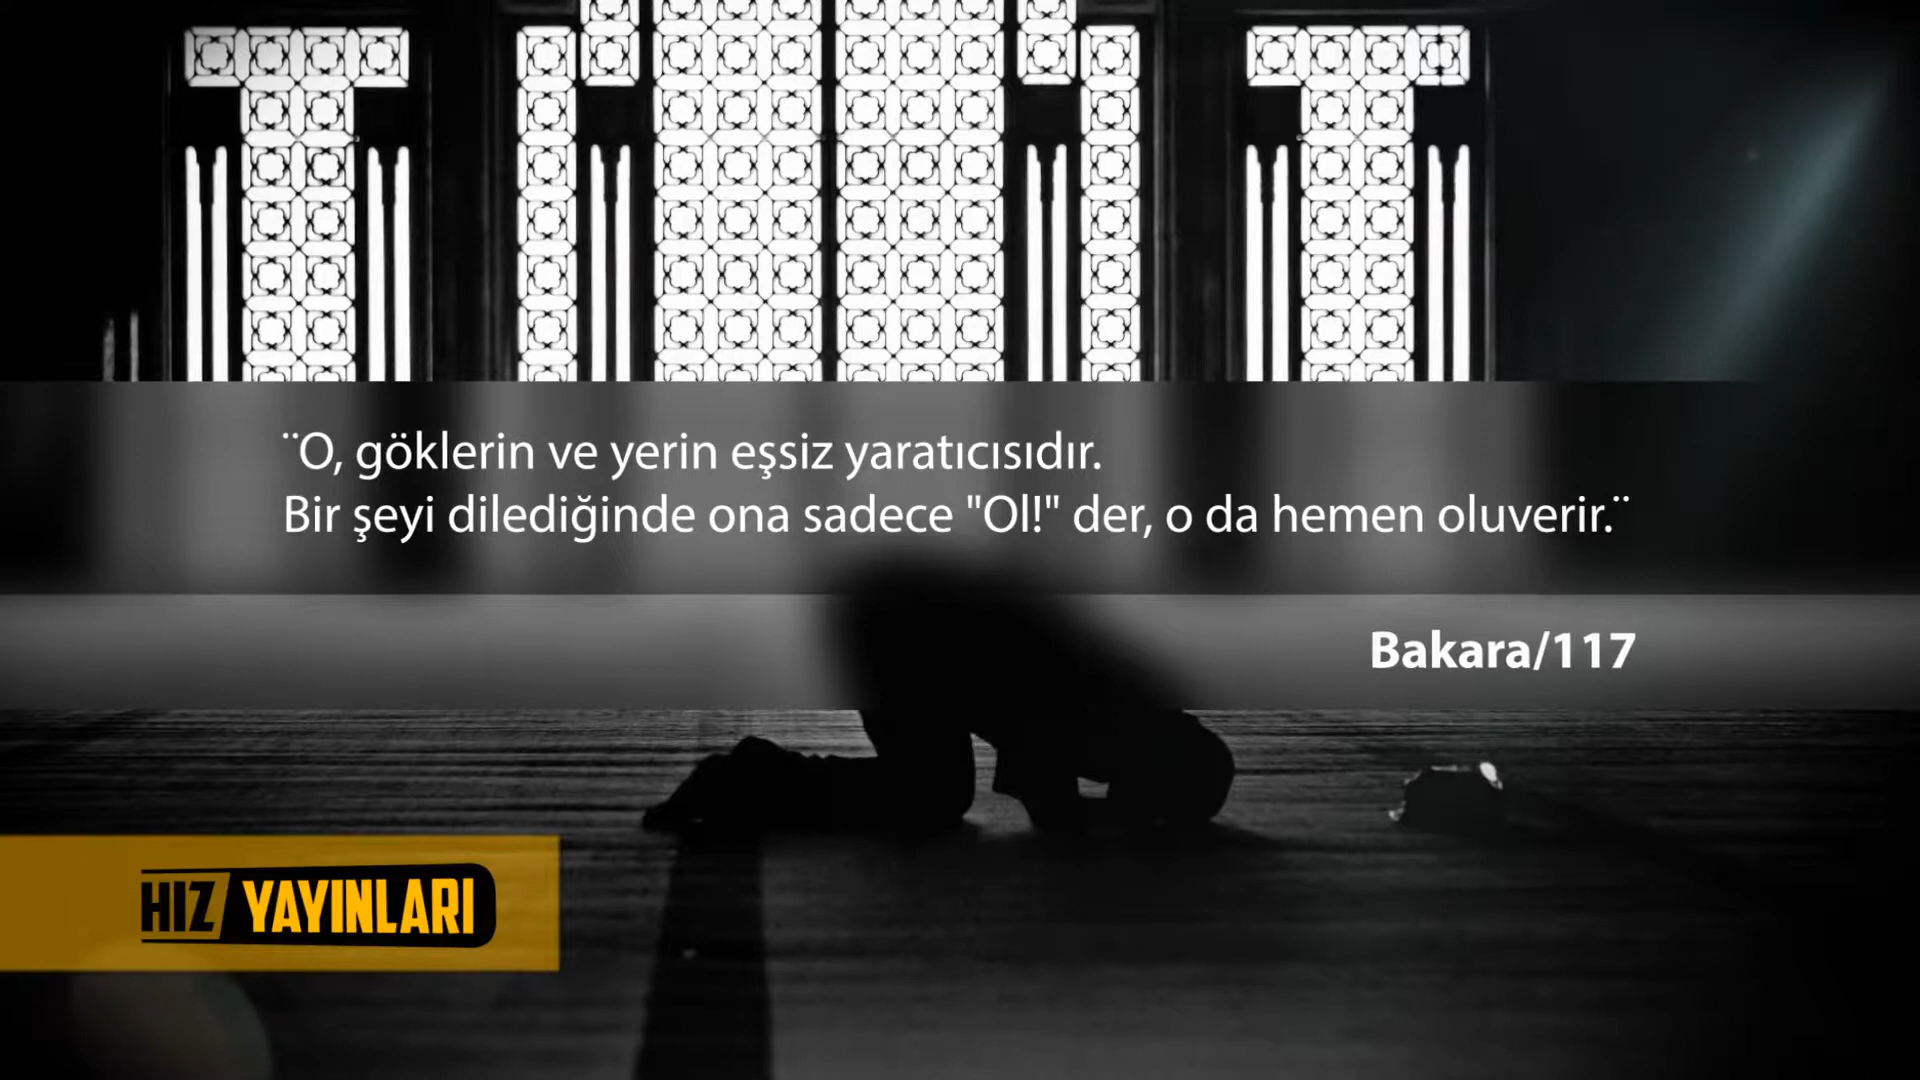 ¨O, göklerin ve yerin eşsiz yaratıcısıdır.
Bir şeyi dilediğinde ona sadece "Ol!" der, o da hemen oluverir.¨
Bakara/117
HIZ YAYINLARI